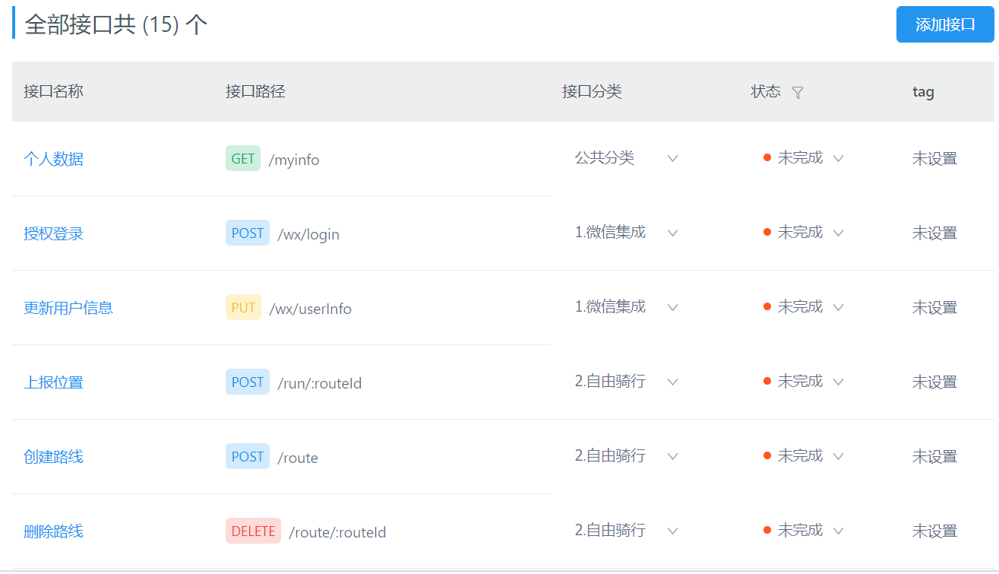 全部接口共 (15) 个
添加接口
接口名称 接口路径 接口分类 状态 tag
个人数据 GET /myinfo 公共分类 未完成 未设置
授权登录 POST /wx/login 1.微信集成 未完成 未设置
更新用户信息 PUT /wx/userInfo 1.微信集成 未完成 未设置
上报位置 POST /run/:routeId 2.自由骑行 未完成 未设置
创建路线 POST /route 2.自由骑行 未完成 未设置
删除路线 DELETE /route/:routeId 2.自由骑行 未完成 未设置